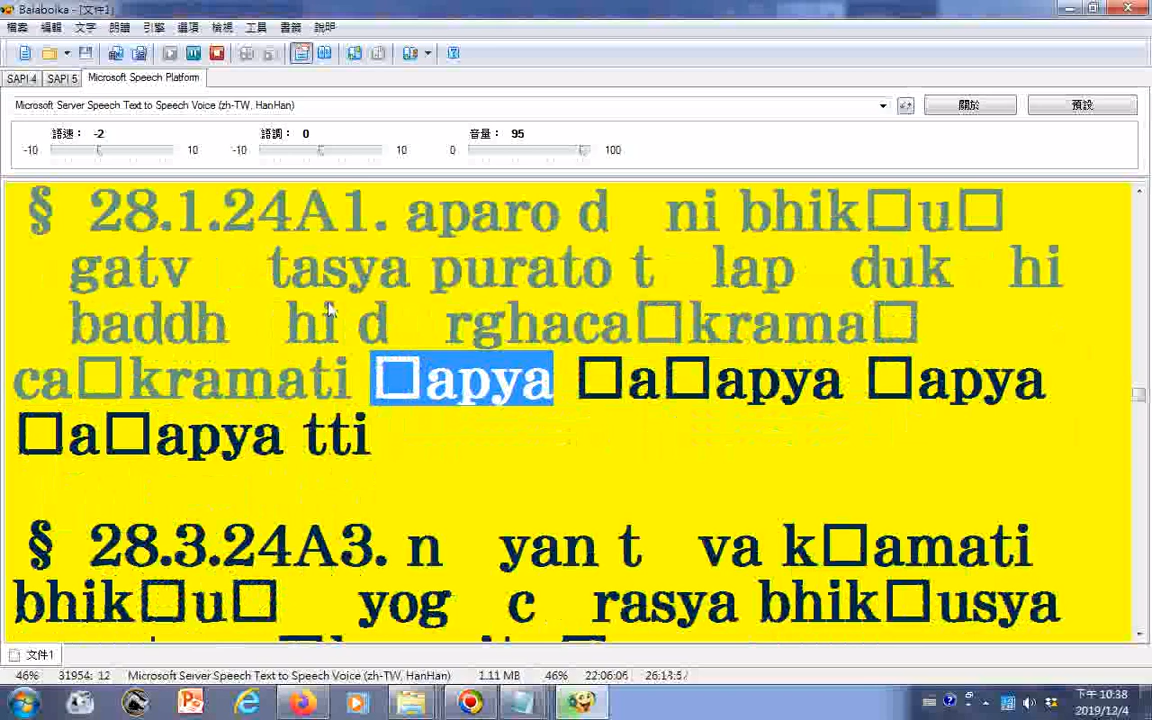 Balabolka - [文件1]
檔案 編輯 文字 朗讀 引擎 選項 檢視 工具 書籤 說明
SAPI 4 SAPI 5 Microsoft Speech Platform
Microsoft Server Speech Text to Speech Voice (zh-TW, HanHan) 關於 預設
語速： -2 語調： 0 音量： 95
-10 10 -10 10 0 100
§ 28.1.24A1. aparo d ni bhik□u□
gatv tasya purato t lap duk hi
baddh hi d rghaca□krama□
ca□kramati □apya □a□apya □apya
□a□apya tti
§ 28.3.24A3. n yan t va k□amati
bhik□u□ yog c rasya bhik□usya
文件1
46% 31954: 12 Microsoft Server Speech Text to Speech Voice (zh-TW, HanHan) 1.11 MB 46% 22:06:06
下午 10:38
2019/12/4